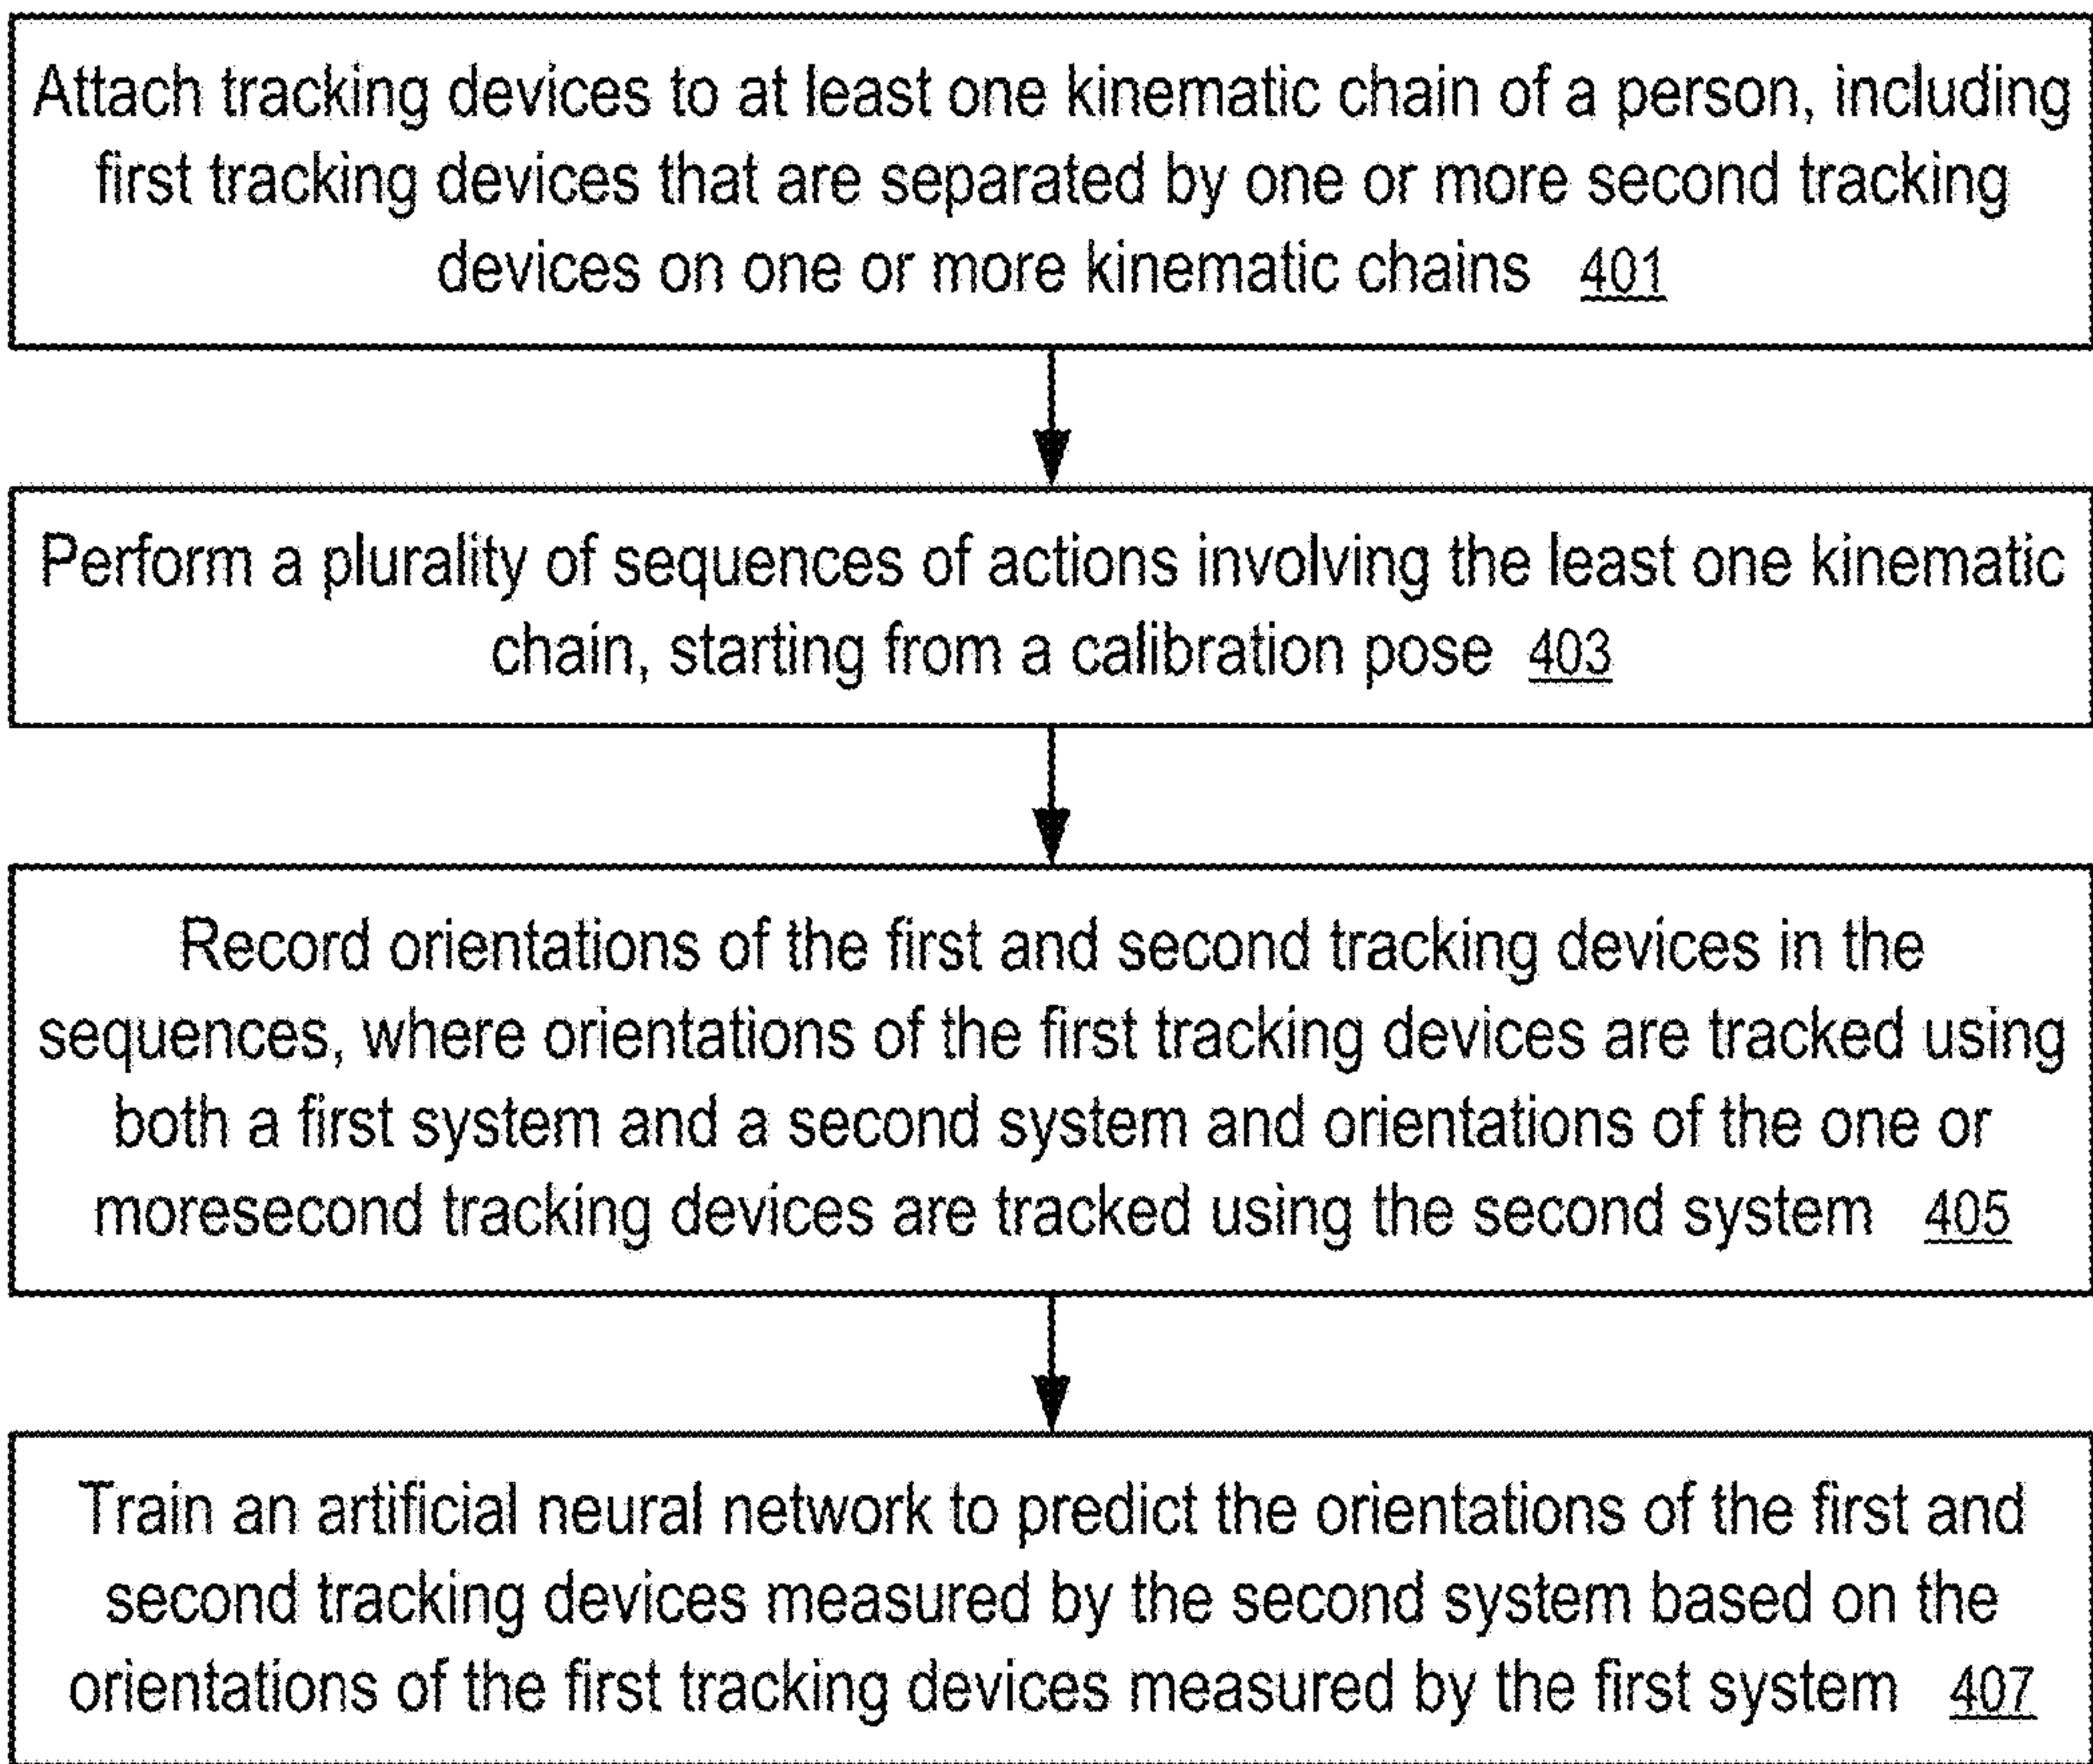 Attach tracking devices to at least one kinematic chain of a person, including
first tracking devices that are separated by one or more second tracking
devices on one or more kinematic chains 401
Perform a plurality of sequences of actions involving the least one kinematic
chain, starting from a calibration pose 403
Record orientations of the first and second tracking devices in the
sequences, where orientations of the first tracking devices are tracked using
both a first system and a second system and orientations of the one or
moresecond tracking devices are tracked using the second system 405
Train an artificial neural network to predict the orientations of the first and
second tracking devices measured by the second system based on the
orientations of the first tracking devices measured by the first system 407